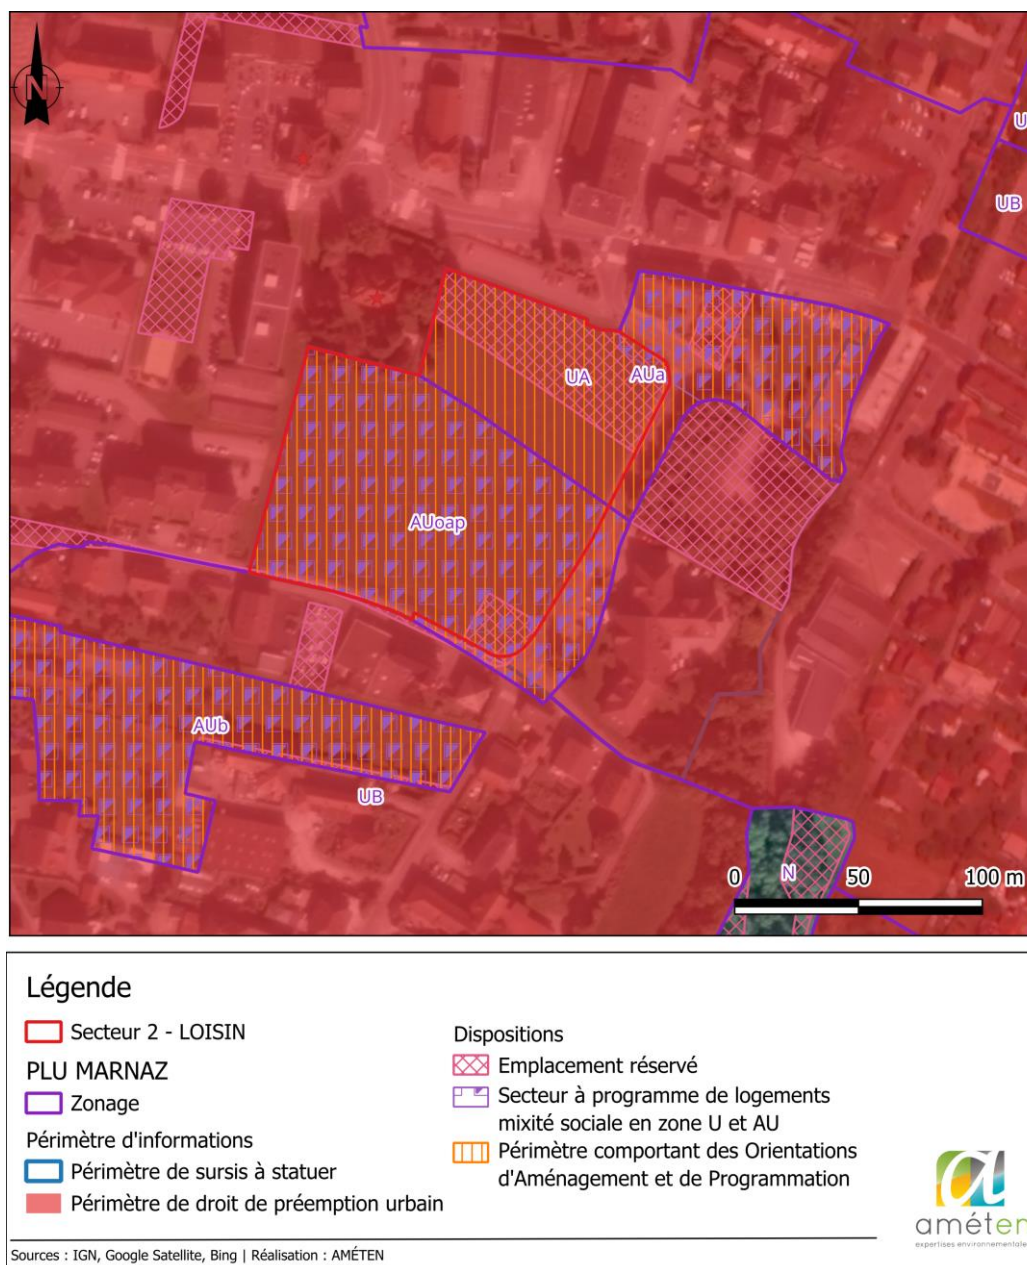 N
U
UB
UA
AUa
AUoap
AUb
UB
N
0 50 100 m
Légende
Secteur 2 - LOISIN
PLU MARNAZ
Zonage
Périmètre d'informations
Périmètre de sursis à statuer
Périmètre de droit de préemption urbain
Dispositions
Emplacement réservé
Secteur à programme de logements
mixité sociale en zone U et AU
Périmètre comportant des Orientations
d'Aménagement et de Programmation
améten
expertises environnementales
Sources : IGN, Google Satellite, Bing | Réalisation : AMÉTEN